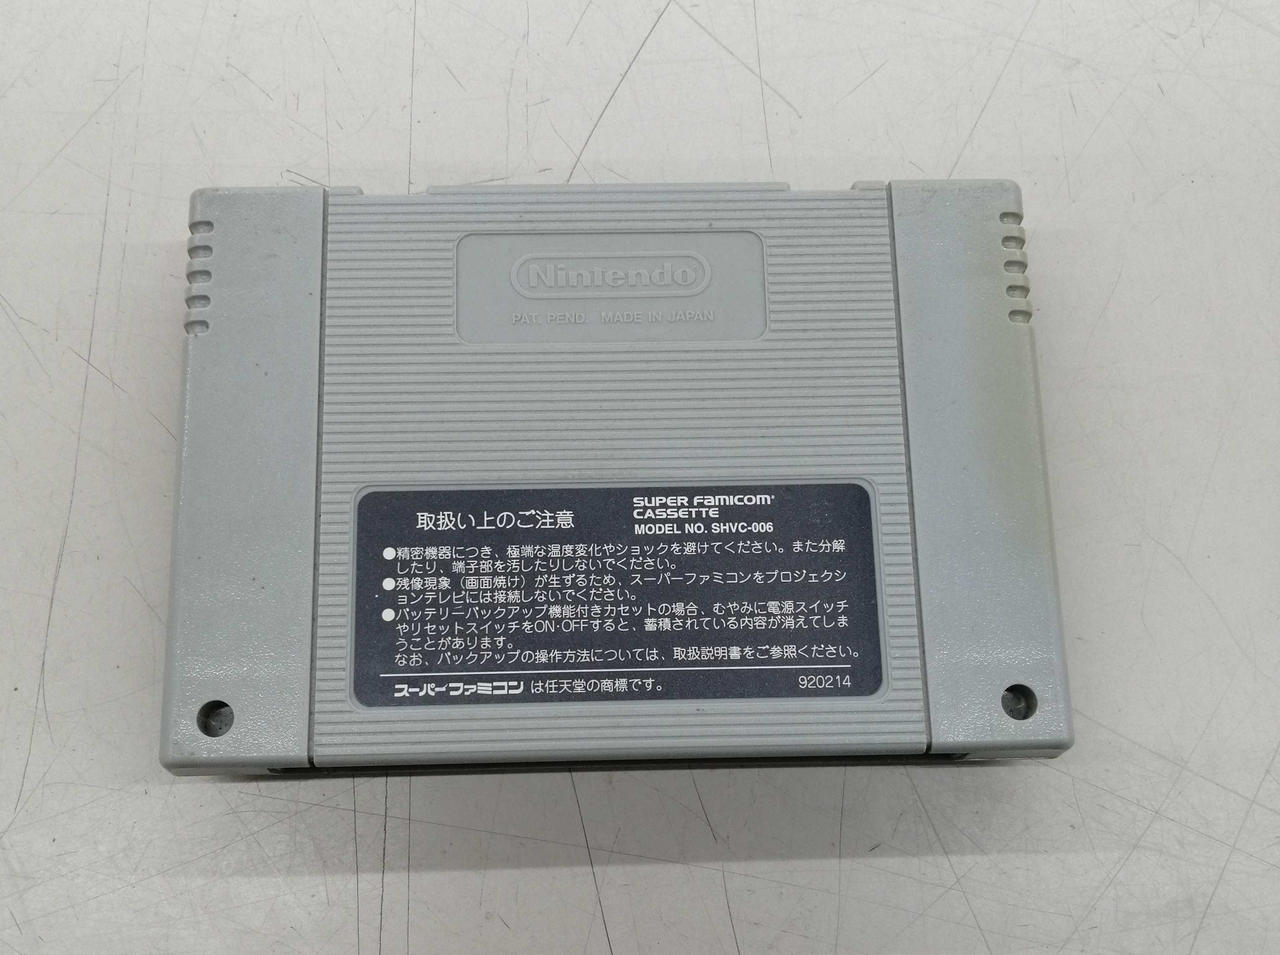 Nintendo
PAT. PEND. MADE IN JAPAN
取扱い上のご注意
SUPER FAMICOM
CASSETTE
MODEL NO. SHVC-006
●精密機器につき、極端な温度変化やショックを避けてください。また分解
したり、端子部を汚したりしないでください。
●残像現象(画面焼け)が生ずるため、スーパーファミコンをプロジェクシ
ョンテレビには接続しないでください。
●バッテリーバックアップ機能付きカセットの場合、むやみに電源スイッチ
やリセットスイッチをON・OFFすると、蓄積されている内容が消えてしま
うことがあります。
なお、バックアップの操作方法については、取扱説明書をご参照ください。
スーパーファミコンは任天堂の商標です。
920214